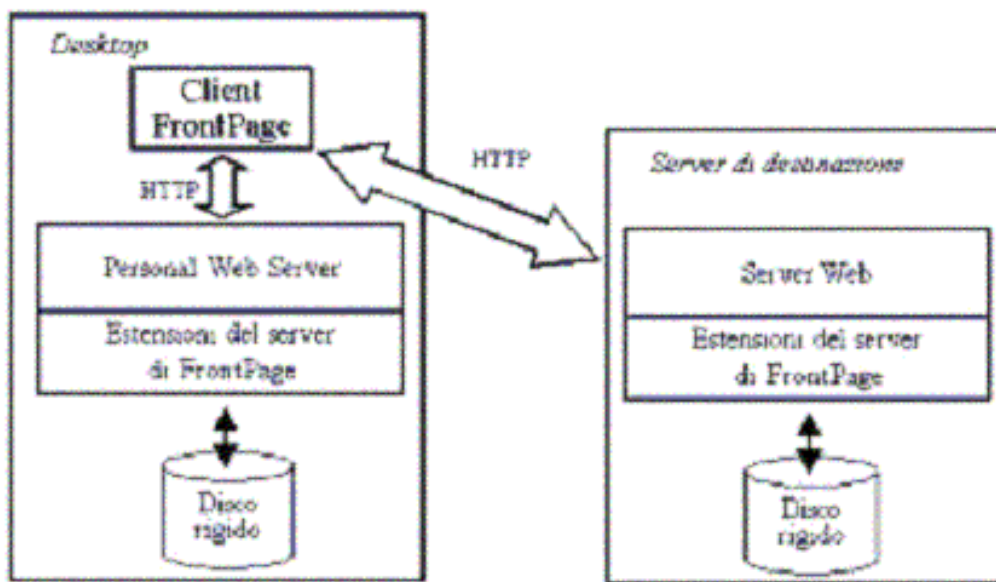 Desktop
Client
FrontPage
HTTP
HTTP
Personal Web Server
Estensioni del server
di FrontPage
Disco
rigido
Server di destinazione
Server Web
Estensioni del server
di FrontPage
Disco
rigido